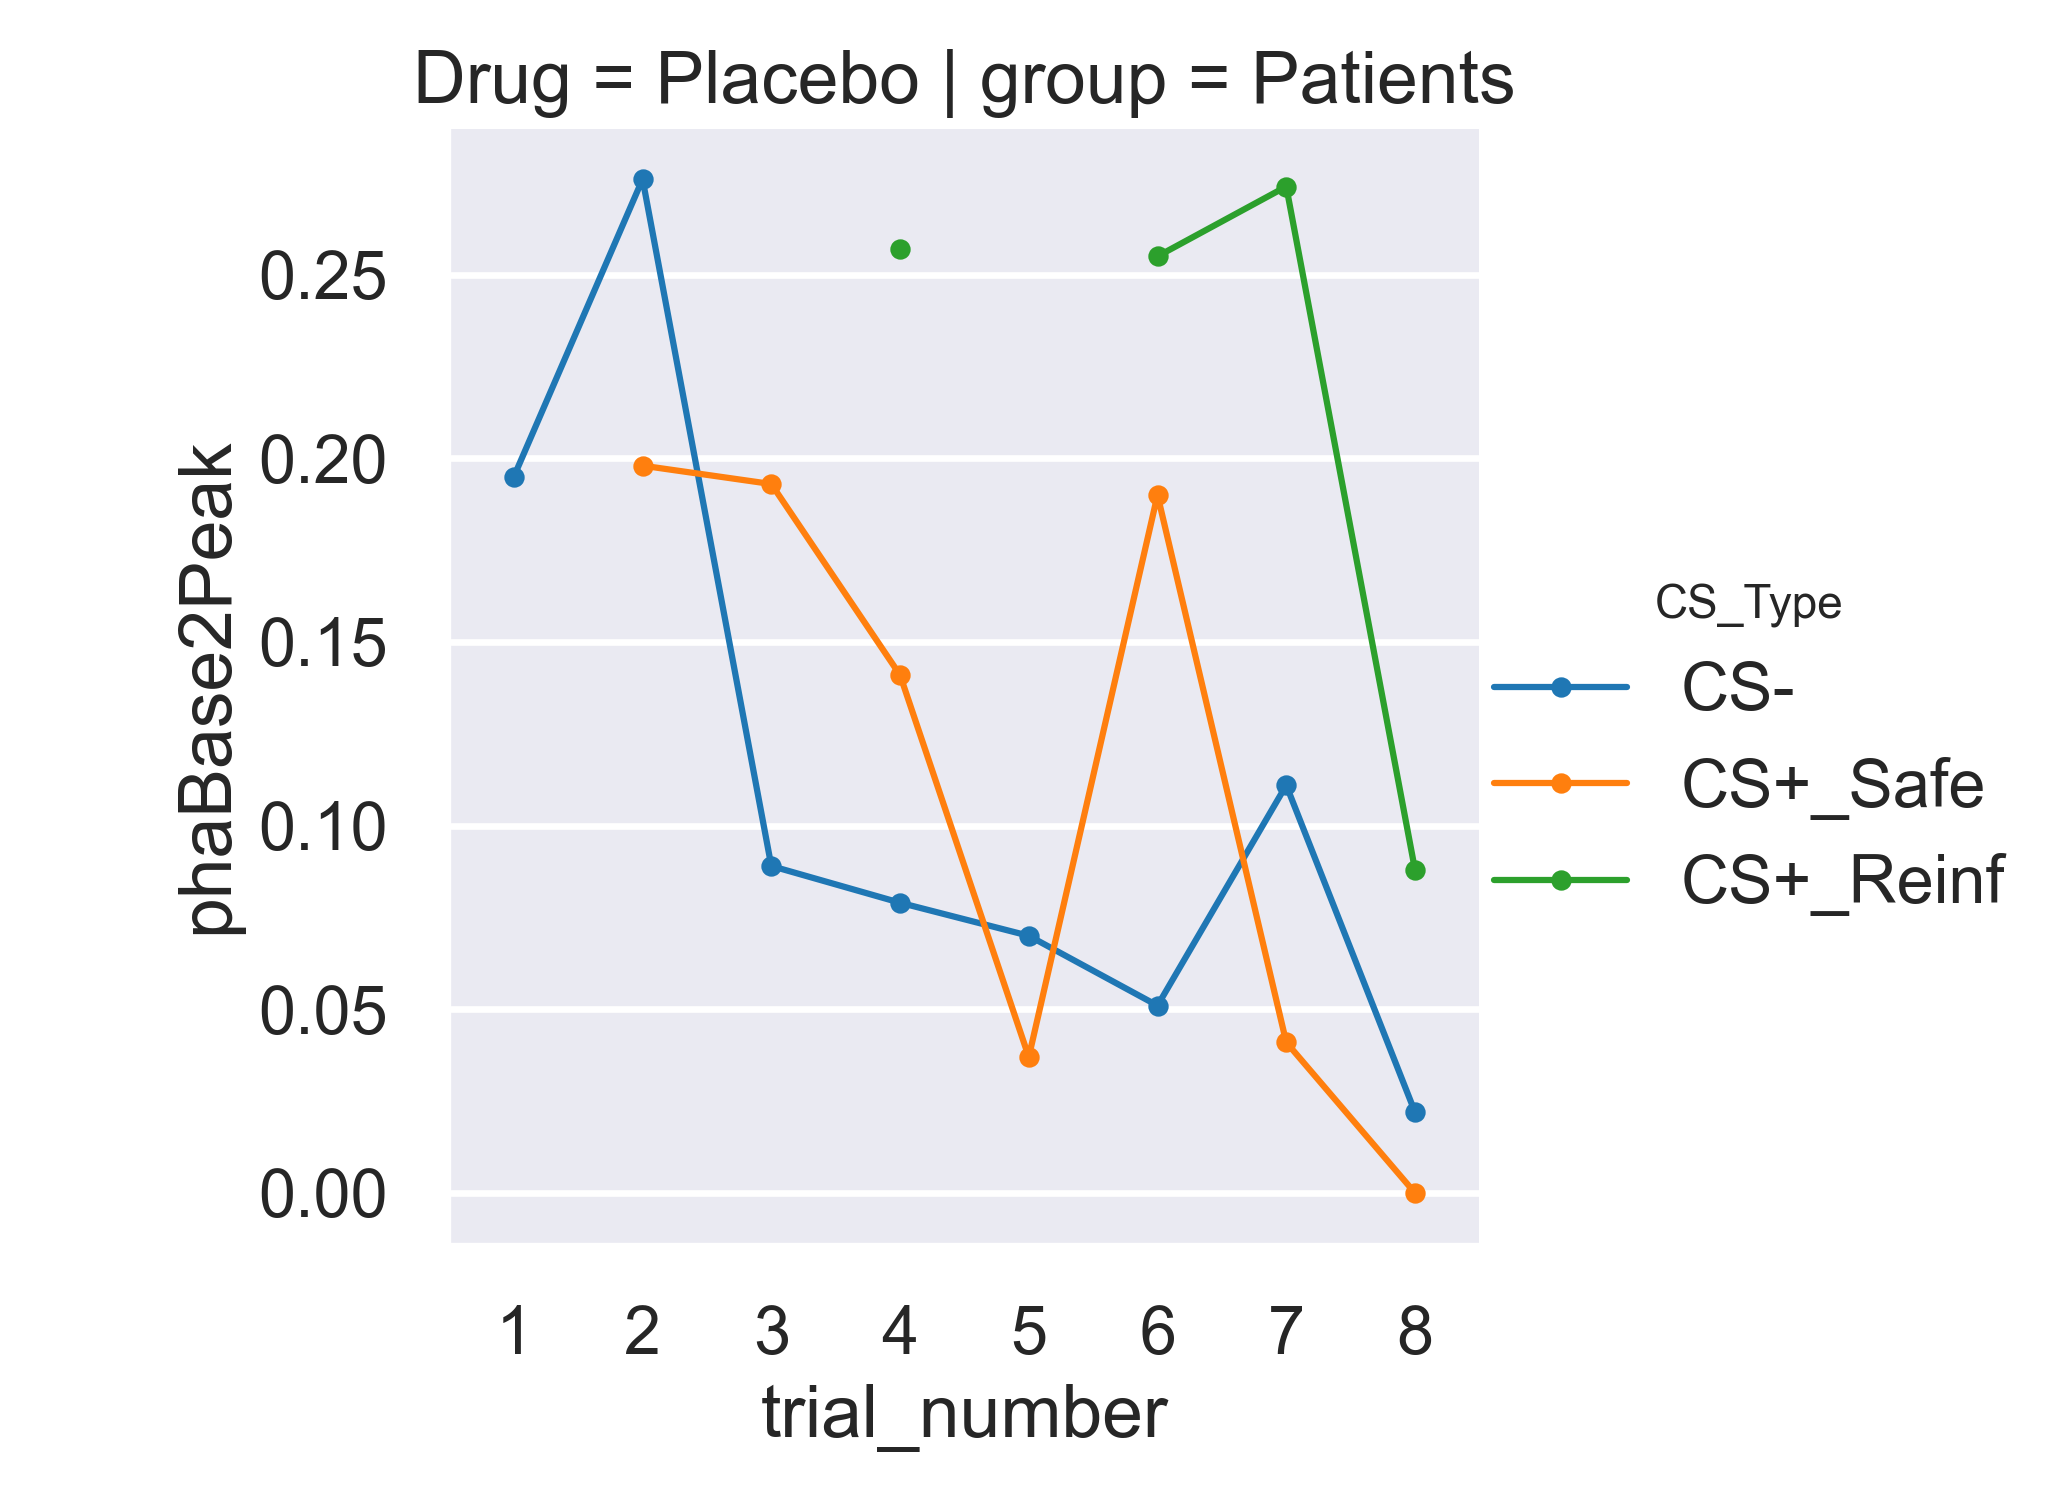 Drug = Placebo | group = Patients
phaBase2Peak
0.25
0.20
0.15
0.10
0.05
0.00
1 2 3 4 5 6 7 8
trial_number
CS_Type
CS-
CS+_Safe
CS+_Reinf